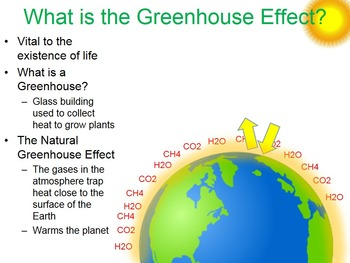 What is the Greenhouse Effect?
• Vital to the
existence of life
• What is a
Greenhouse?
– Glass building
used to collect
heat to grow plants
• The Natural
Greenhouse Effect
– The gases in the
atmosphere trap
heat close to the
surface of the
Earth
– Warms the planet
H2O
CO2
CH4
H2O
CO2
CH4
H2O
CH4
CO2
H2O
CH4
CO2
H2O
CH4
CO2
H2O